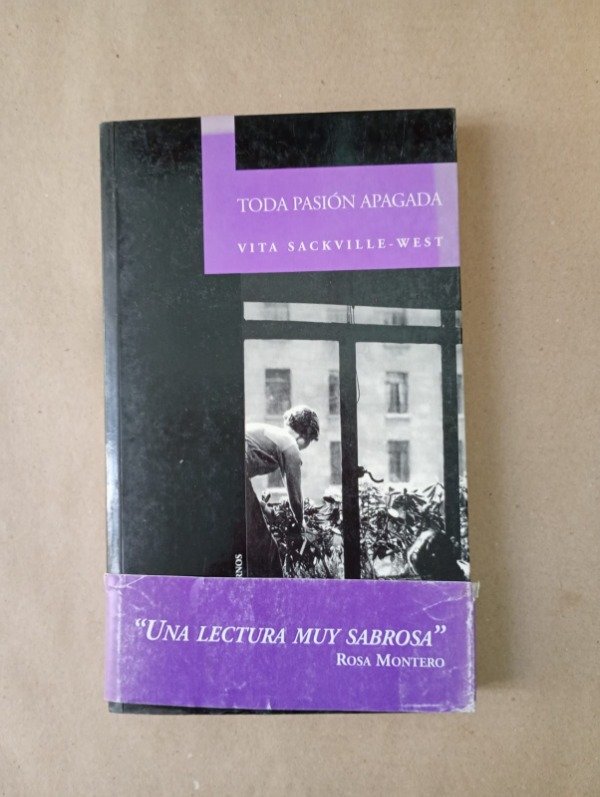 TODA PASIÓN APAGADA
VITA SACKVILLE-WEST
“UNA LECTURA MUY SABROSA”
ROSA MONTERO